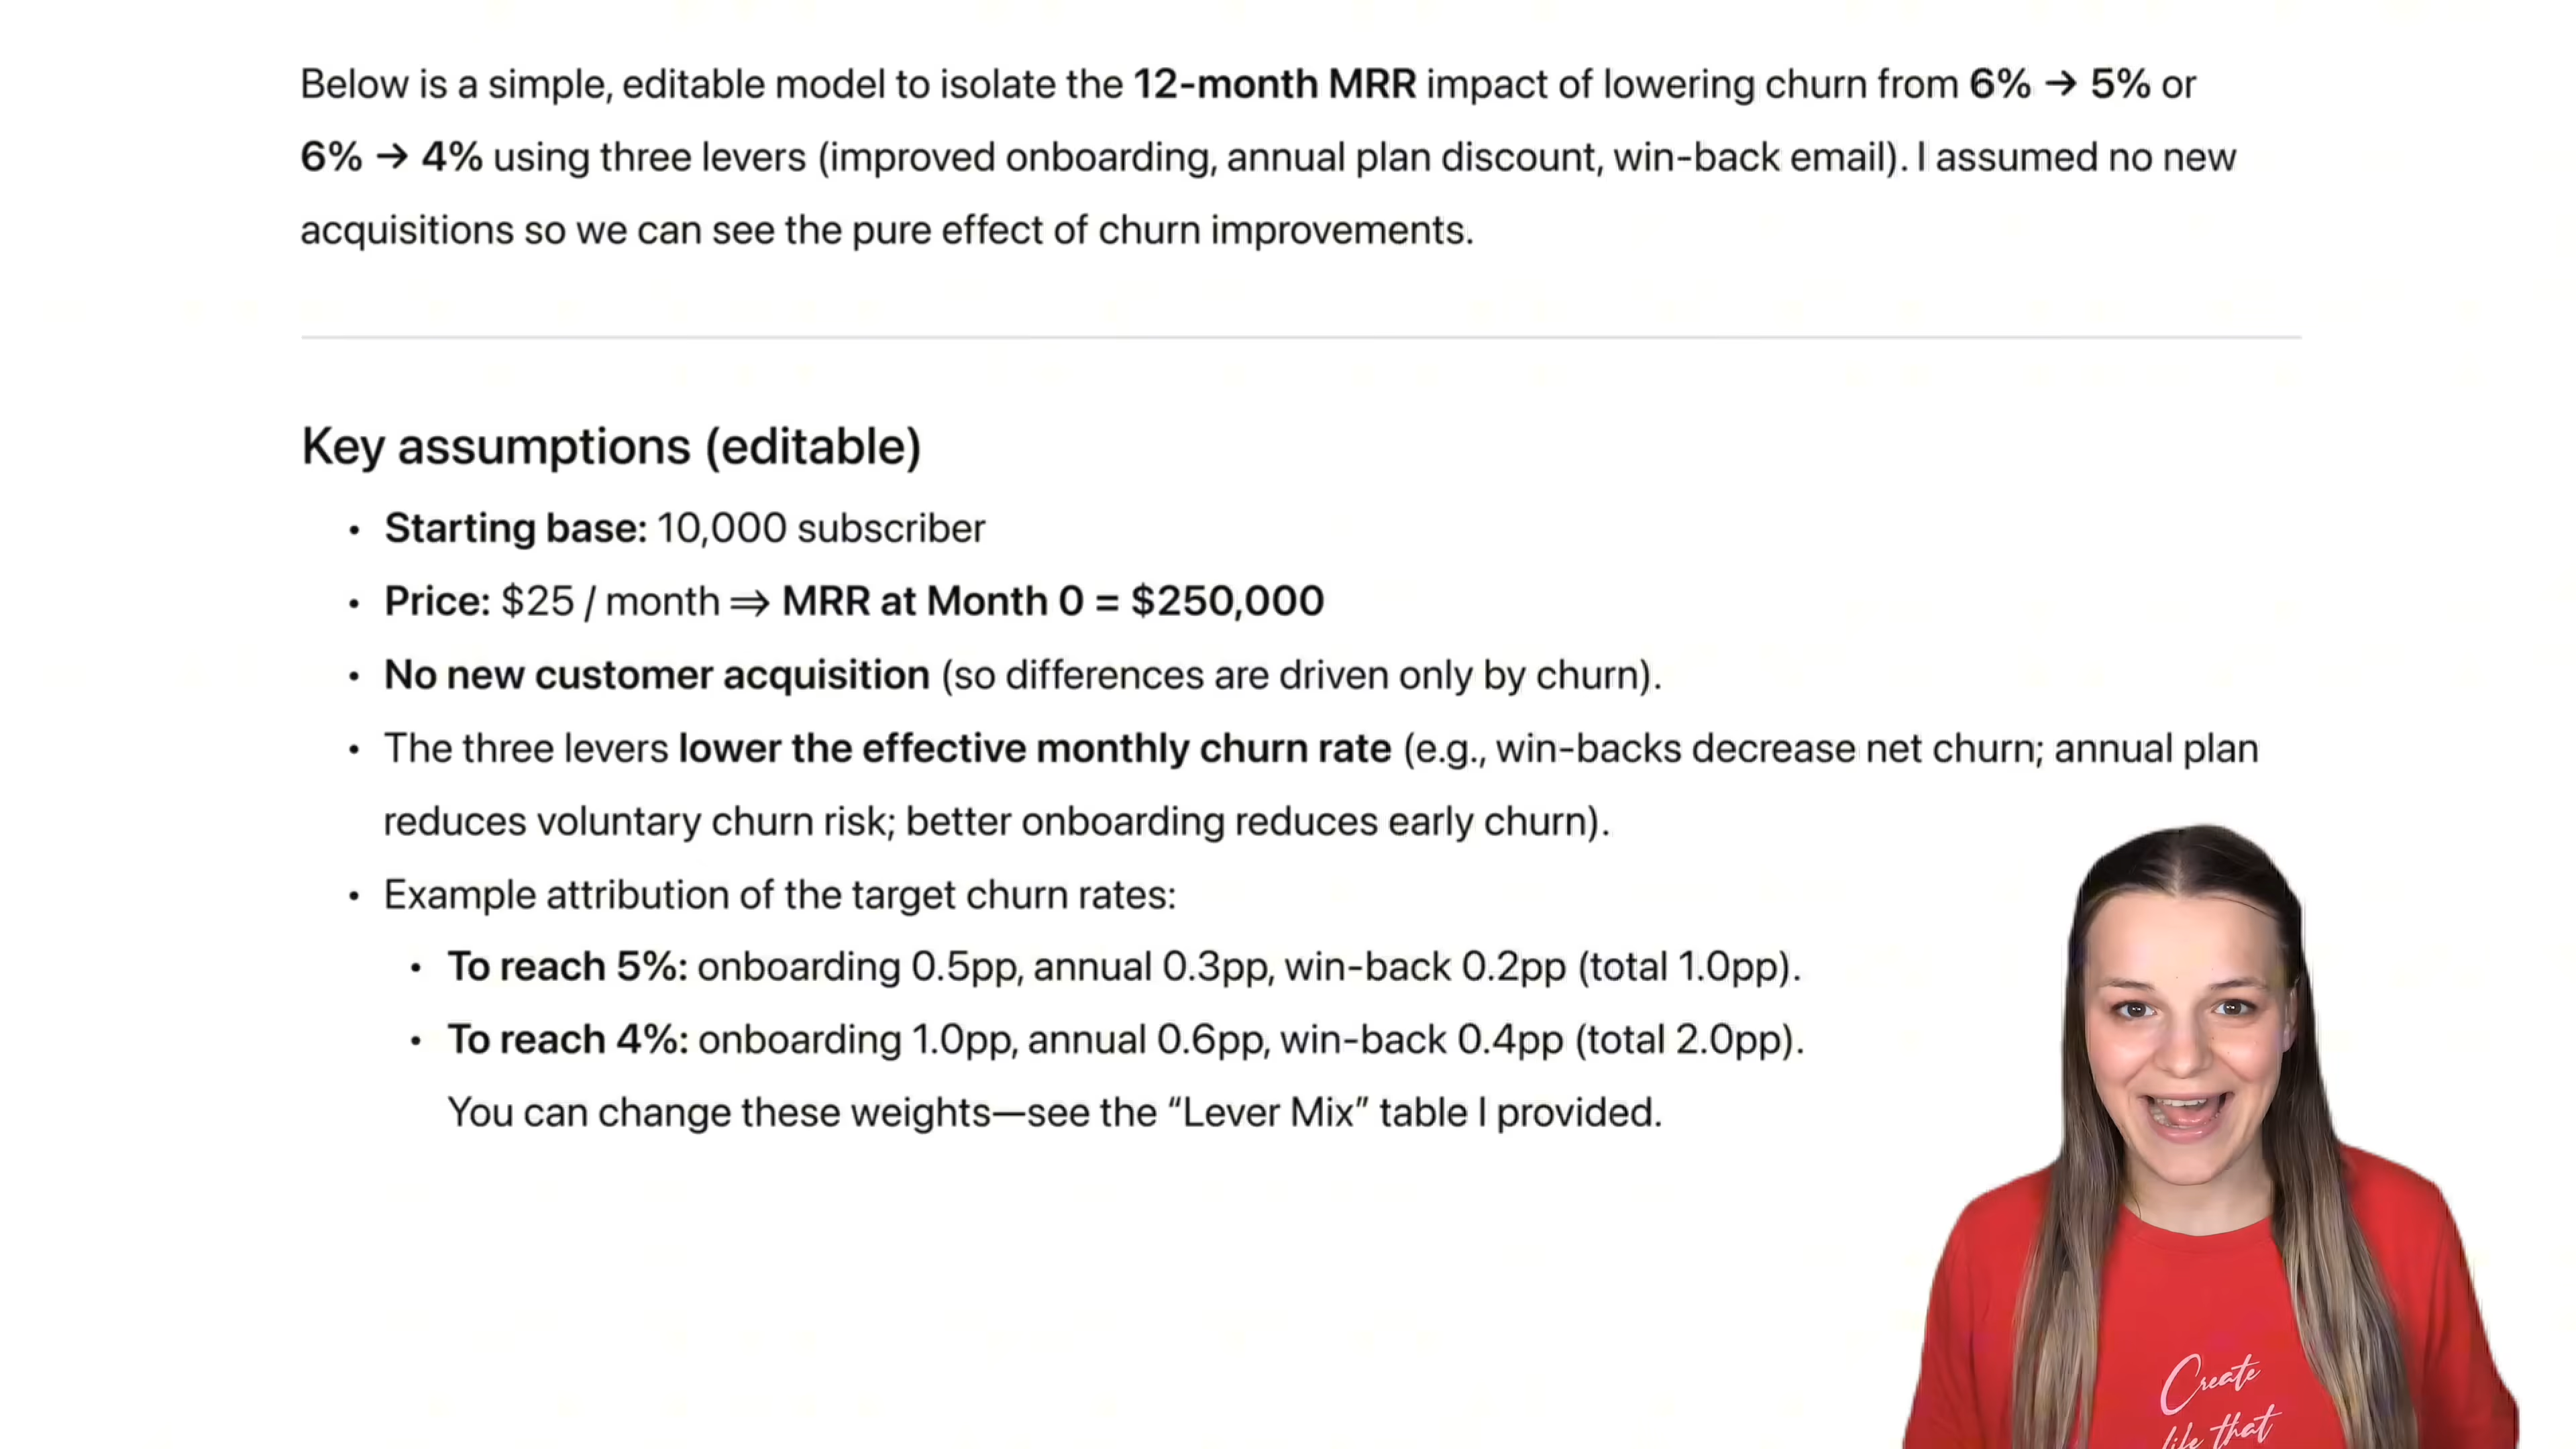 Below is a simple, editable model to isolate the 12-month MRR impact of lowering churn from 6% → 5% or
6% → 4% using three levers (improved onboarding, annual plan discount, win-back email). I assumed no new
acquisitions so we can see the pure effect of churn improvements.
Key assumptions (editable)
• Starting base: 10,000 subscriber
• Price: $25 / month ⇒ MRR at Month 0 = $250,000
• No new customer acquisition (so differences are driven only by churn).
• The three levers lower the effective monthly churn rate (e.g., win-backs decrease net churn; annual plan
reduces voluntary churn risk; better onboarding reduces early churn).
• Example attribution of the target churn rates:
• To reach 5%: onboarding 0.5pp, annual 0.3pp, win-back 0.2pp (total 1.0pp).
• To reach 4%: onboarding 1.0pp, annual 0.6pp, win-back 0.4pp (total 2.0pp).
You can change these weights—see the “Lever Mix” table I provided.
Create
life that